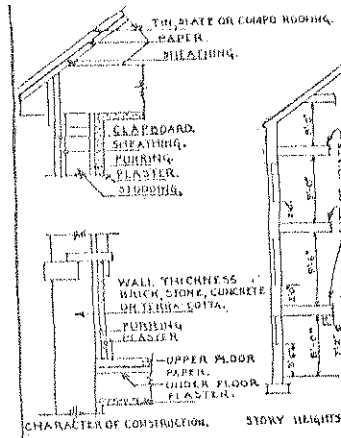 TIN, SLATE OR COMPO ROOFING.
PAPER.
SHEATHING.
CLAPBOARD.
SHEATHING.
FURRING.
PLASTER.
STUDDING.
WALL THICKNESS
BRICK, STONE, CONCRETE
OR TERRA-COTTA.
FURRING
PLASTER
UPPER FLOOR
PAPER.
UNDER FLOOR
PLASTER.
CHARACTER OF CONSTRUCTION.
STORY HEIGHTS